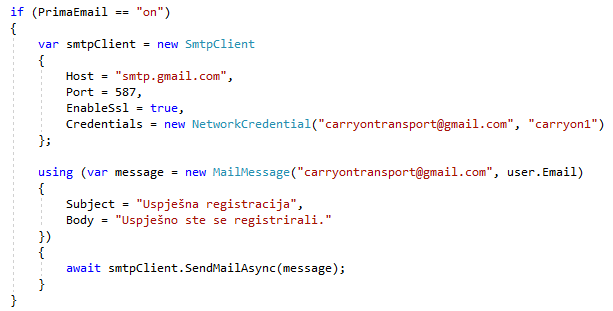 if (PrimaEmail == "on")
{
var smtpClient = new SmtpClient
{
Host = "smtp.gmail.com",
Port = 587,
EnableSsl = true,
Credentials = new NetworkCredential("carryontransport@gmail.com", "carryon1")
};
using (var message = new MailMessage("carryontransport@gmail.com", user.Email)
{
Subject = "Uspješna registracija",
Body = "Uspješno ste se registrirali."
})
{
await smtpClient.SendMailAsync(message);
}
}